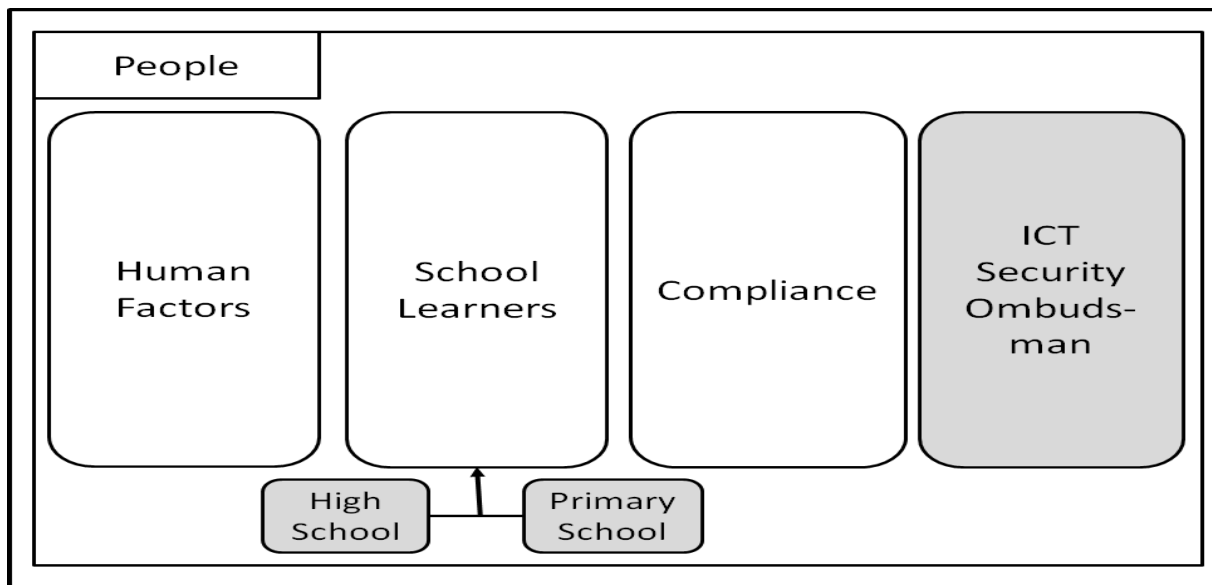 People
Human
Factors
School
Learners
Compliance
ICT
Security
Ombuds-
man
High
School
Primary
School